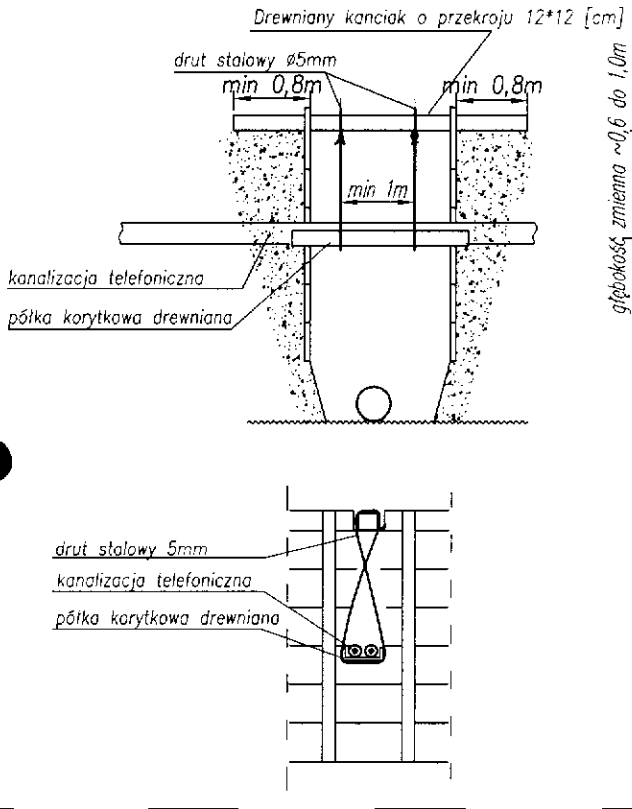 Drewniany kanciak o przekroju 12*12 [cm]
drut stalowy ø5mm
min 0,8m
min 0,8m
min 1m
głębokość zmienna ~0,6 do 1,0m
kanalizacja telefoniczna
półka korytkowa drewniana
drut stalowy 5mm
kanalizacja telefoniczna
półka korytkowa drewniana